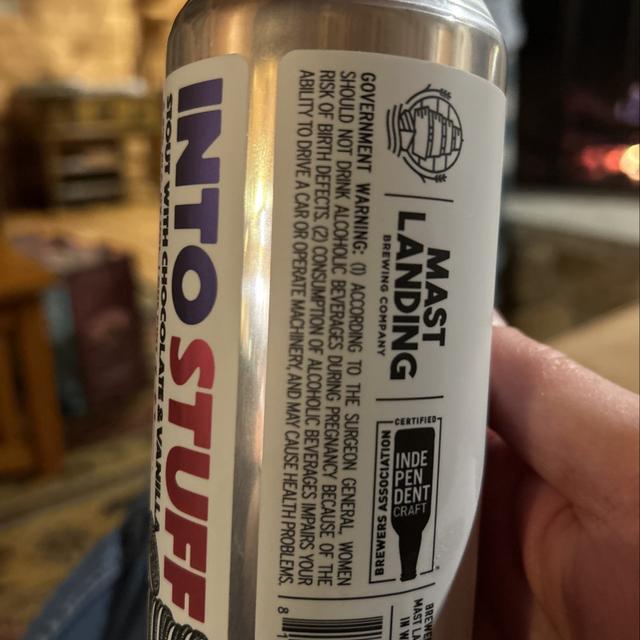 INTO STUFF
STOUT WITH CHOCOLATE & VANILLA
MAST
LANDING
BREWING COMPANY
CERTIFIED
INDE
PEN
DENT
CRAFT
BREWERS ASSOCIATION
GOVERNMENT WARNING: (1) ACCORDING TO THE SURGEON GENERAL, WOMEN
SHOULD NOT DRINK ALCOHOLIC BEVERAGES DURING PREGNANCY BECAUSE OF THE
RISK OF BIRTH DEFECTS. (2) CONSUMPTION OF ALCOHOLIC BEVERAGES IMPAIRS YOUR
ABILITY TO DRIVE A CAR OR OPERATE MACHINERY, AND MAY CAUSE HEALTH PROBLEMS.
MAST
8